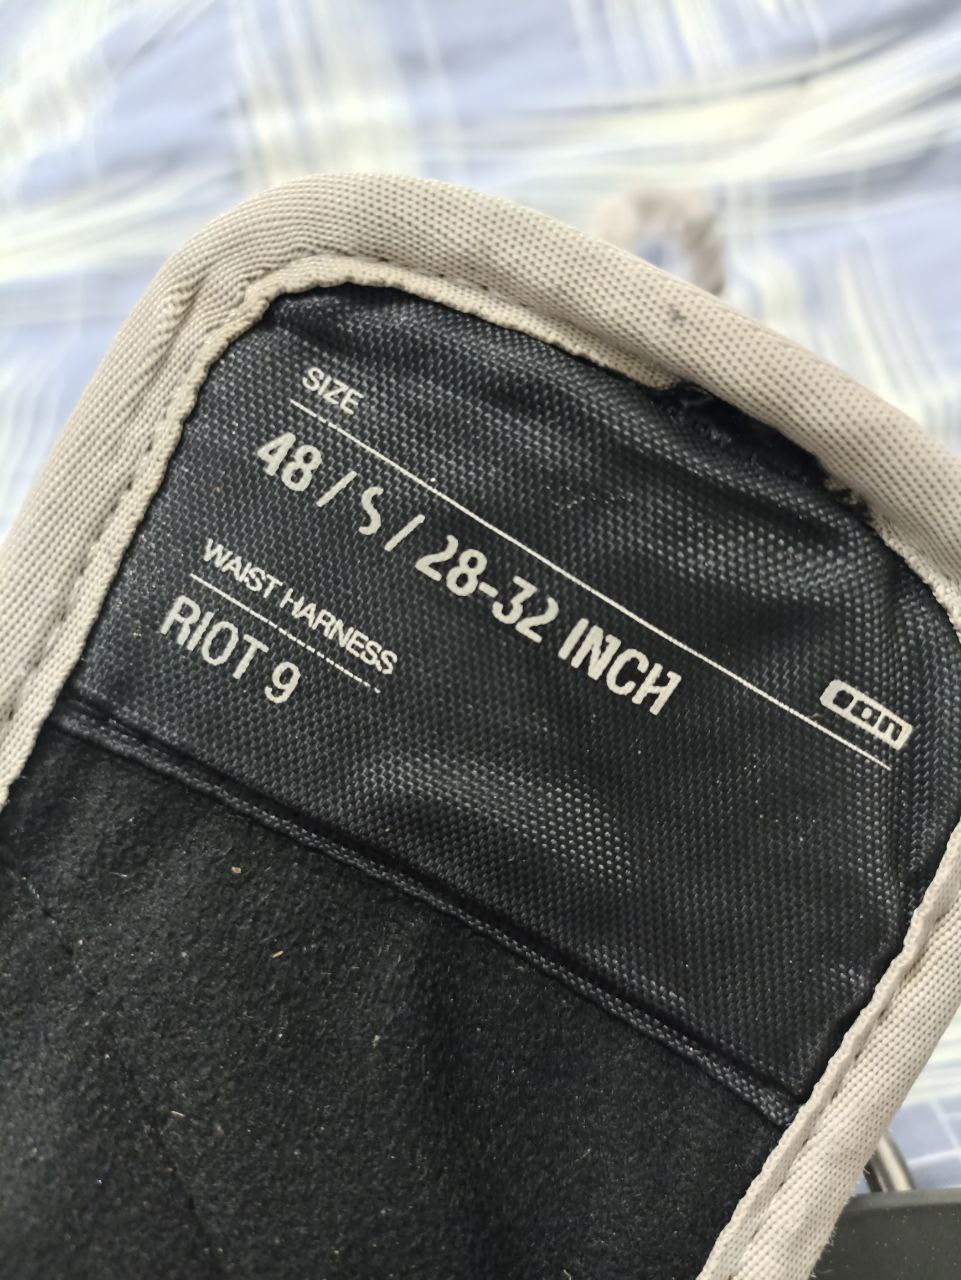 SIZE
48 / S / 28-32 INCH
WAIST HARNESS
RIOT 9
ION